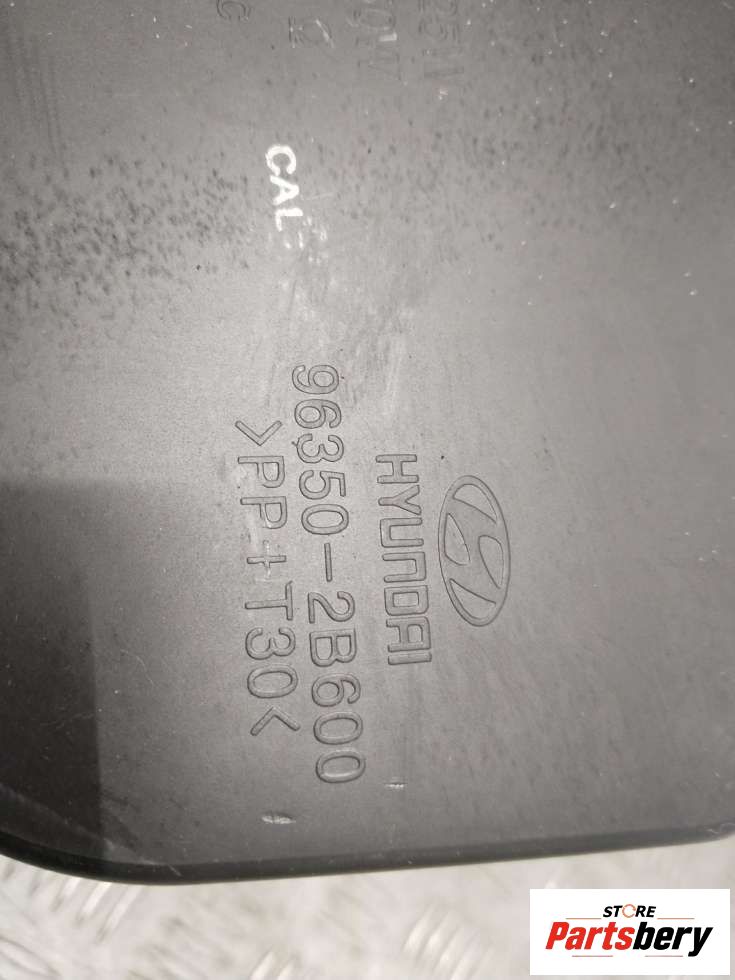 CAL
HYUNDAI
96350-2B600
>PP+T30<
STORE
Partsbery